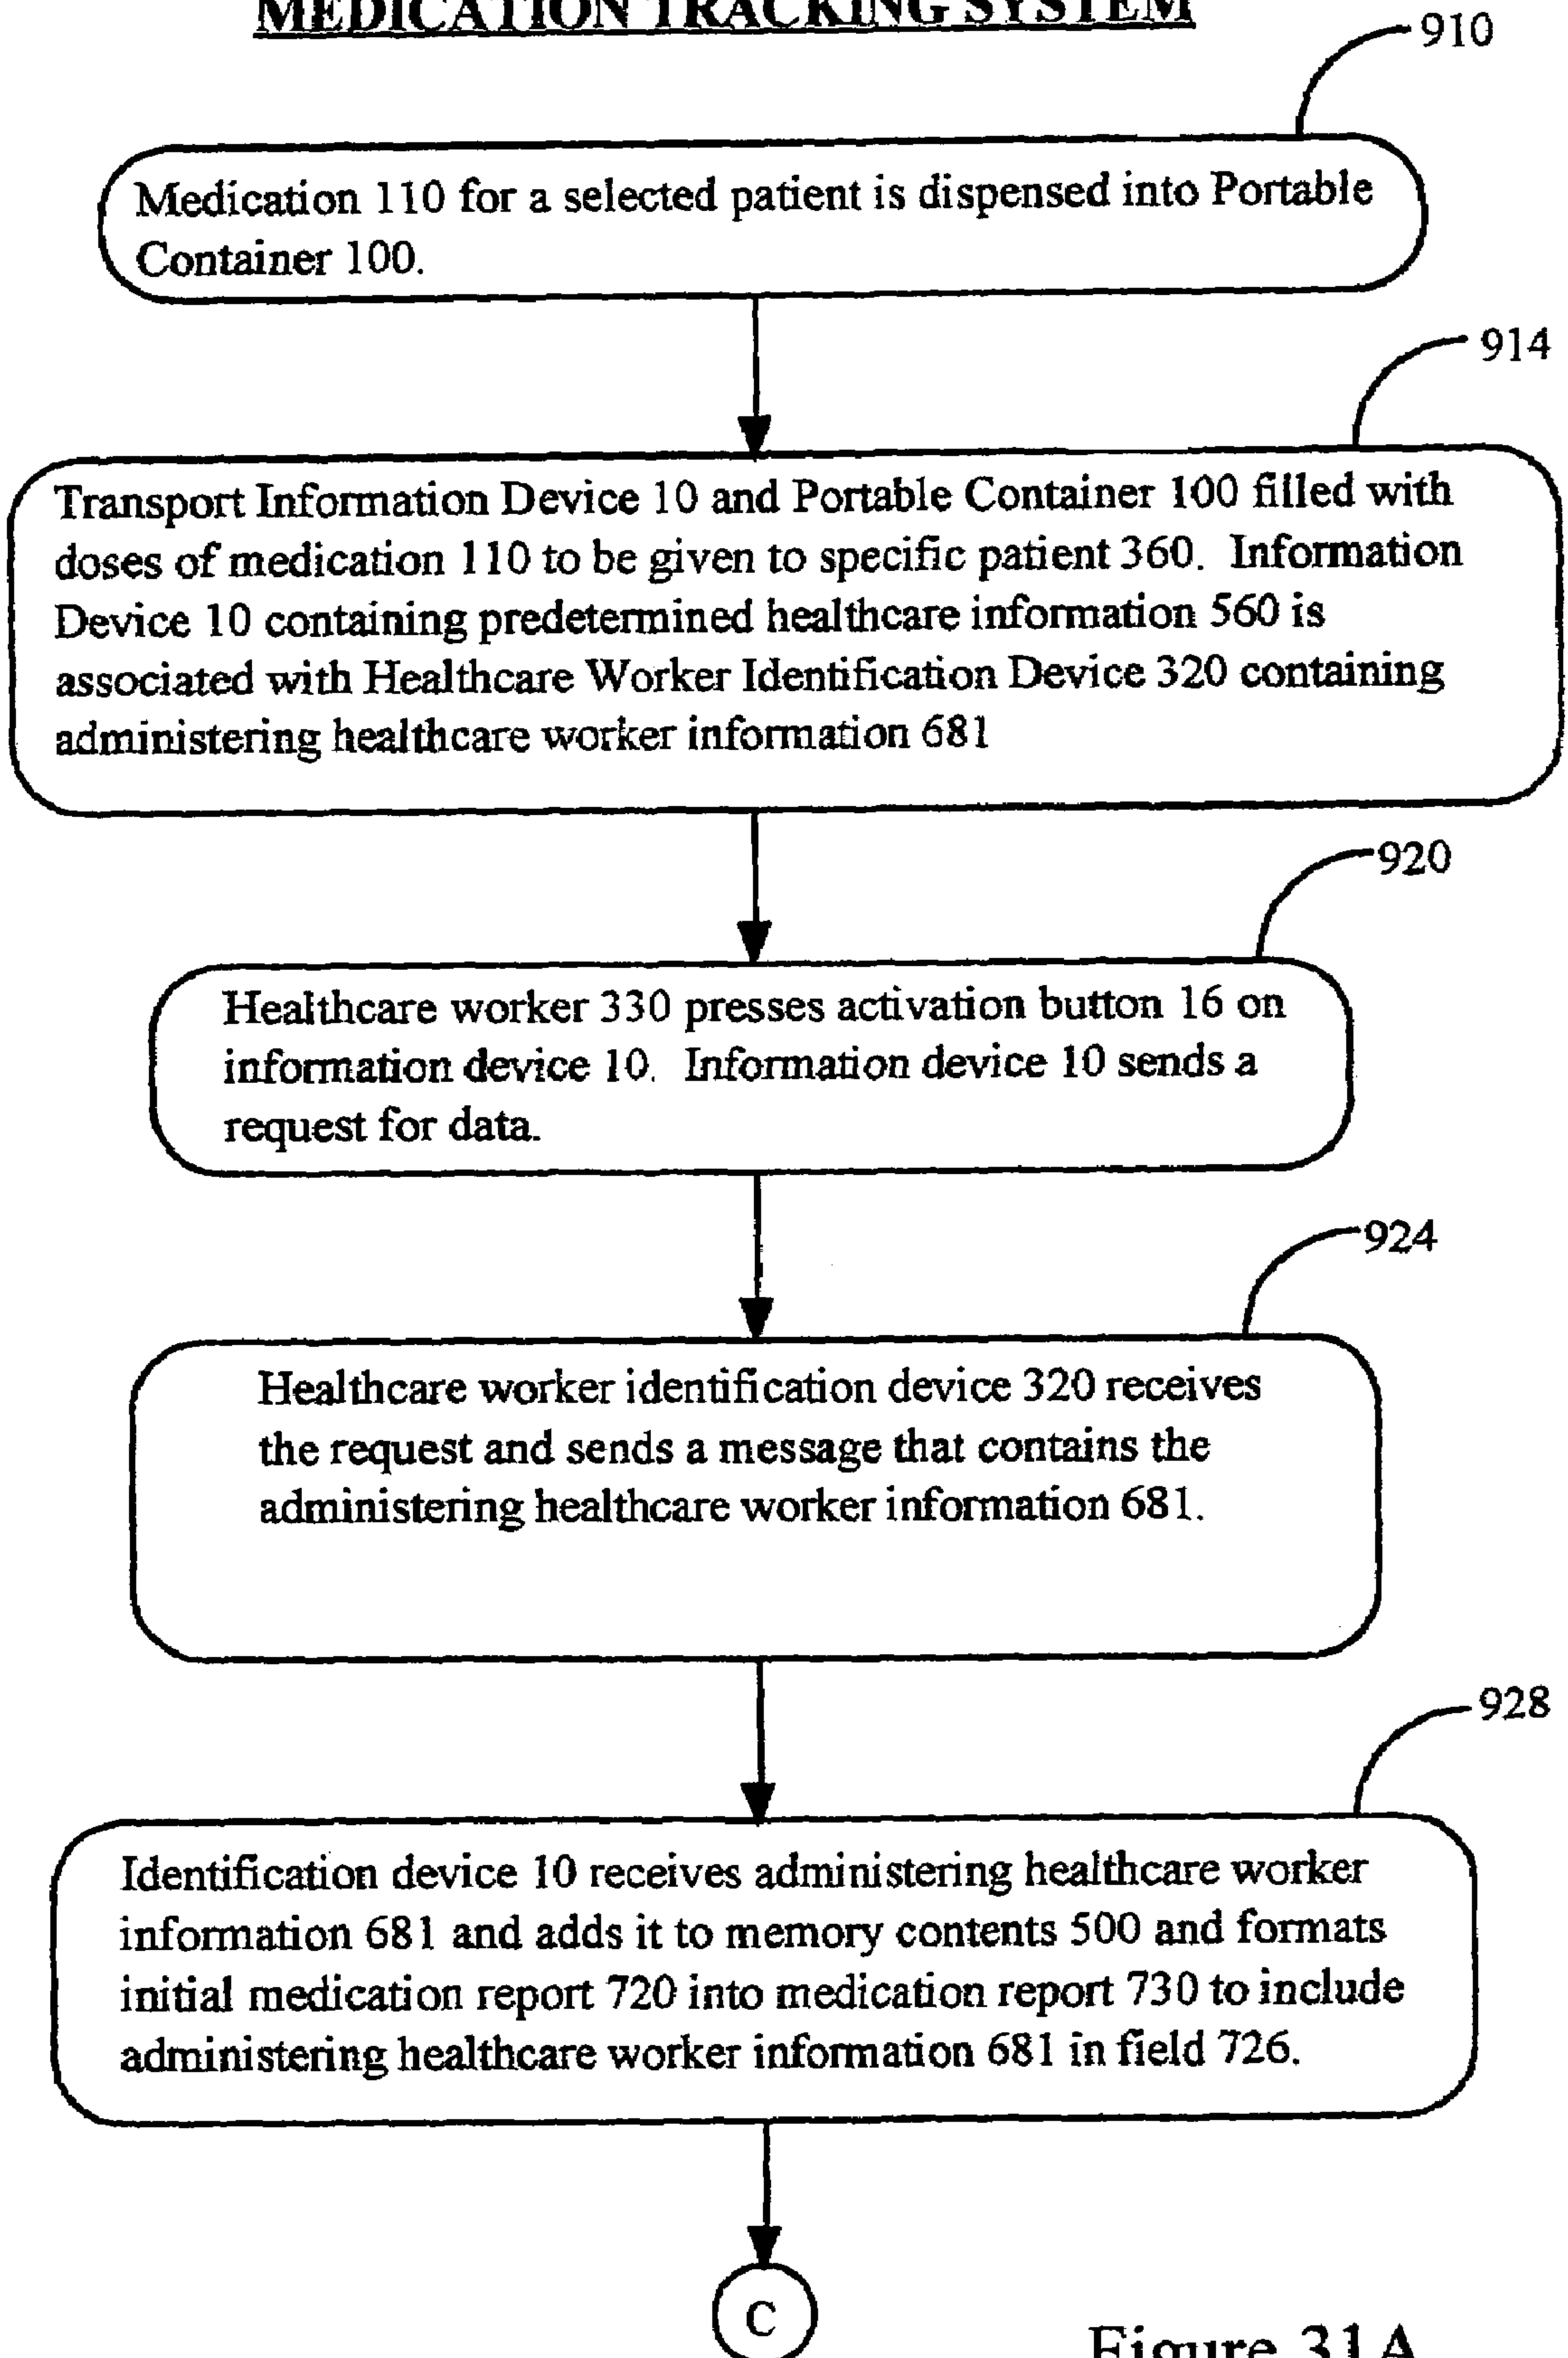 MEDICATION TRACKING SYSTEM
910
Medication 110 for a selected patient is dispensed into Portable
Container 100.
914
Transport Information Device 10 and Portable Container 100 filled with
doses of medication 110 to be given to specific patient 360. Information
Device 10 containing predetermined healthcare information 560 is
associated with Healthcare Worker Identification Device 320 containing
administering healthcare worker information 681
920
Healthcare worker 330 presses activation button 16 on
information device 10. Information device 10 sends a
request for data.
924
Healthcare worker identification device 320 receives
the request and sends a message that contains the
administering healthcare worker information 681.
928
Identification device 10 receives administering healthcare worker
information 681 and adds it to memory contents 500 and formats
initial medication report 720 into medication report 730 to include
administering healthcare worker information 681 in field 726.
C
Figure 31A